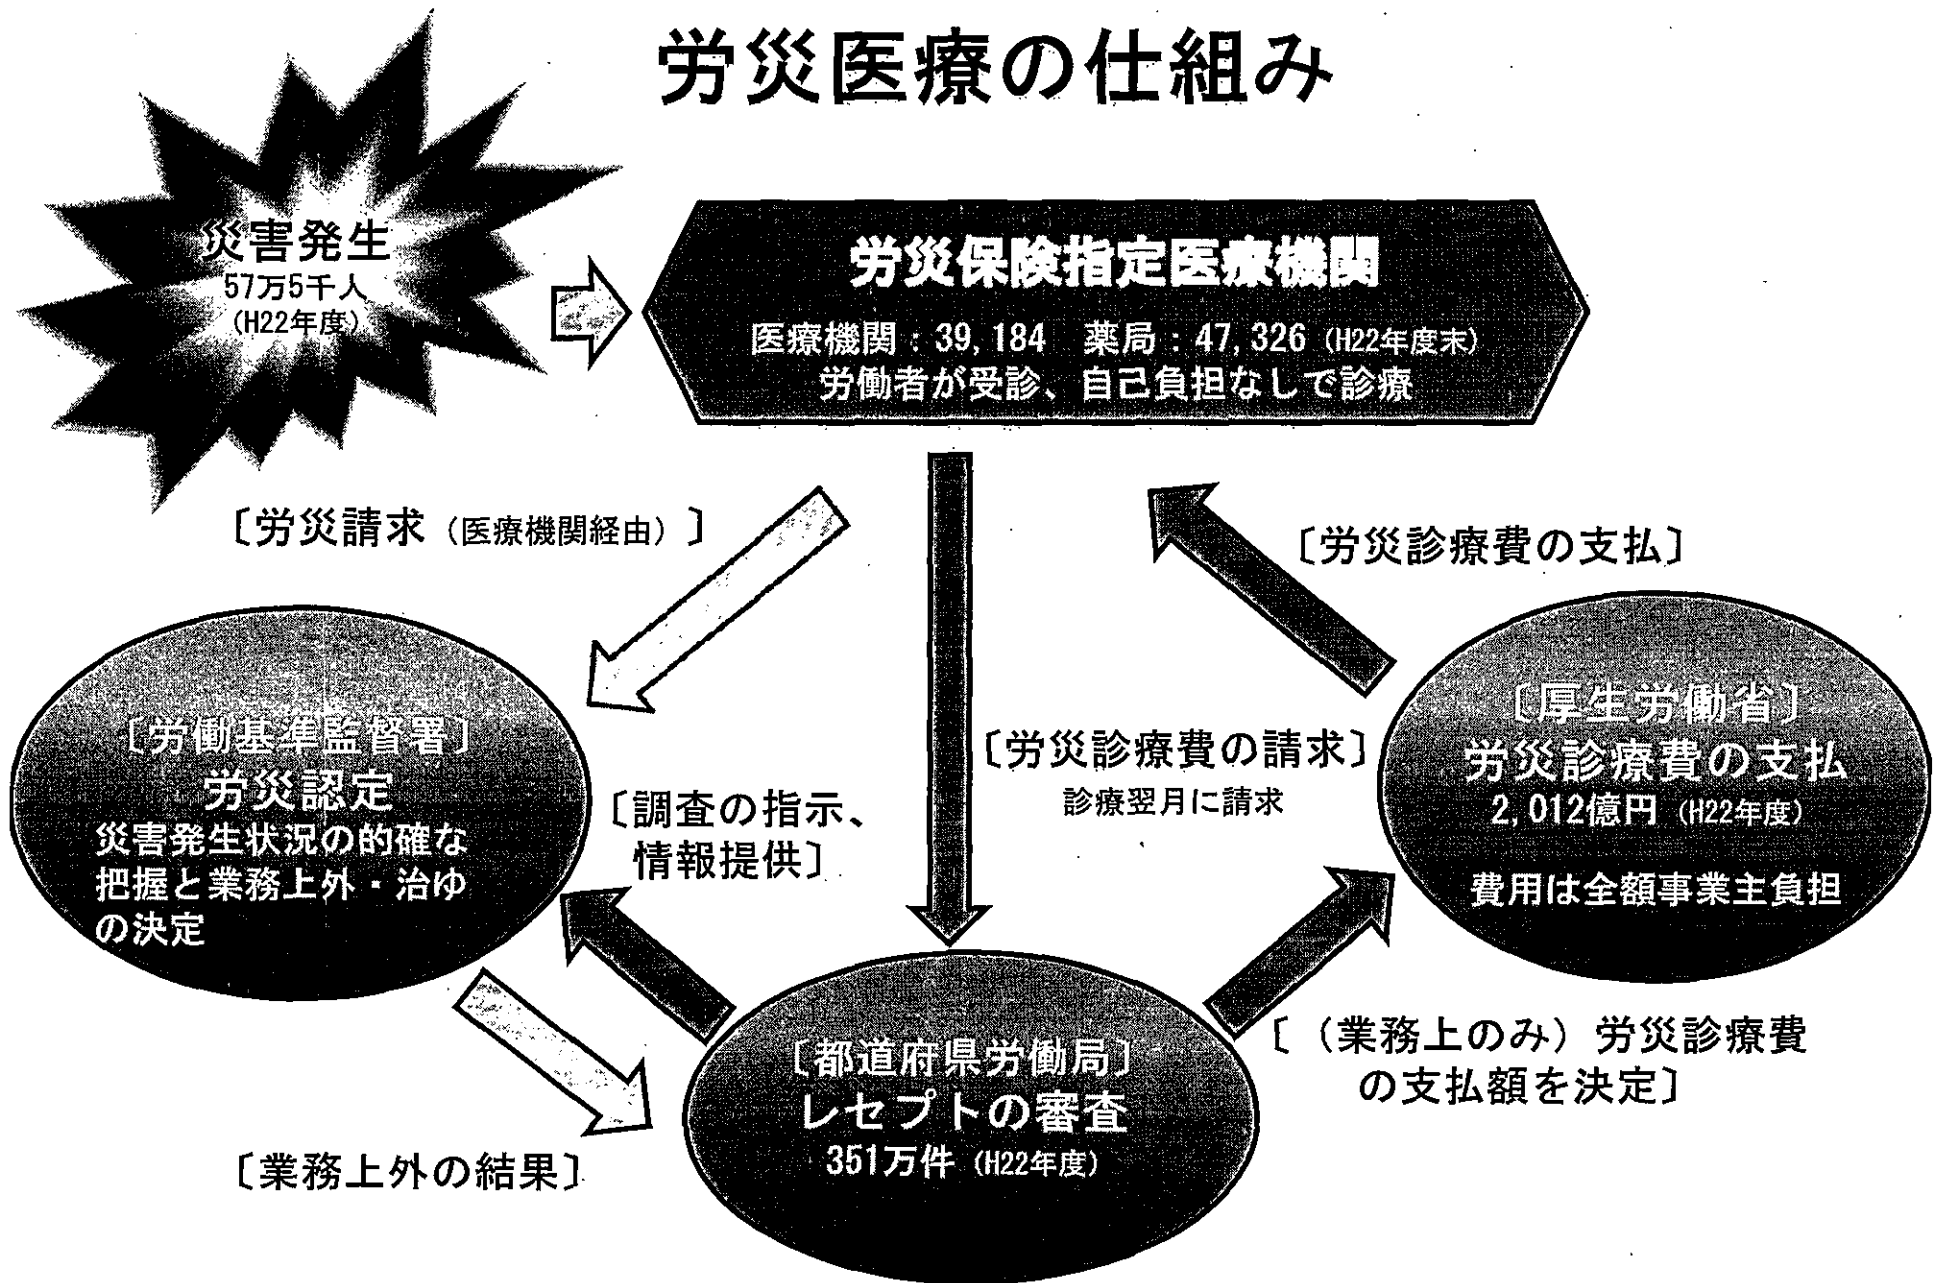 労災医療の仕組み
災害発生
57万5千人
（H22年度）
労災保険指定医療機関
医療機関：39,184　薬局：47,326（H22年度末）
労働者が受診、自己負担なしで診療
〔労災請求（医療機関経由）〕
〔労災診療費の支払〕
〔労働基準監督署〕
労災認定
災害発生状況の的確な
把握と業務上外・治ゆ
の決定
〔調査の指示、
情報提供〕
〔労災診療費の請求〕
診療翌月に請求
〔厚生労働省〕
労災診療費の支払
2,012億円（H22年度）
費用は全額事業主負担
〔都道府県労働局〕
レセプトの審査
351万件（H22年度）
〔業務上外の結果〕
〔（業務上のみ）労災診療費
の支払額を決定〕